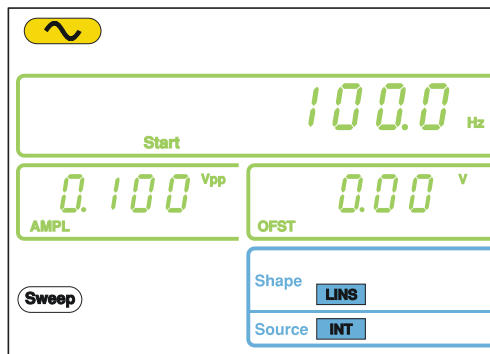 100.0 Hz
Start
0.100 Vpp
AMPL
0.00 V
OFST
Shape LINS
Sweep
Source INT